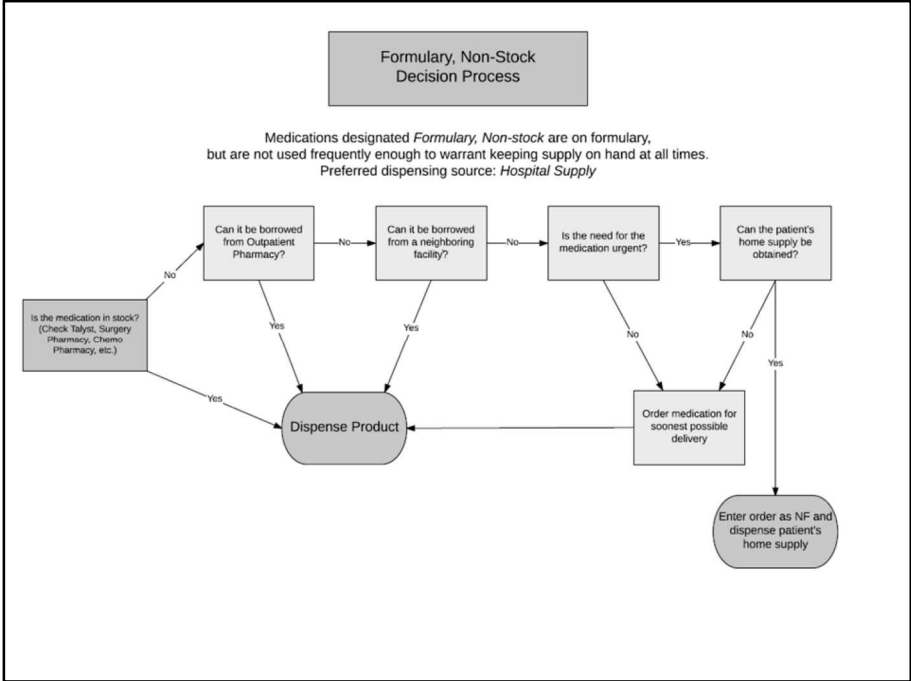 Formulary, Non-Stock
Decision Process
Medications designated Formulary, Non-stock are on formulary,
but are not used frequently enough to warrant keeping supply on hand at all times.
Preferred dispensing source: Hospital Supply
Can it be borrowed
from Outpatient
Pharmacy?
No
Can it be borrowed
from a neighboring
facility?
No
Is the need for the
medication urgent?
Yes
Can the patient's
home supply be
obtained?
No
Is the medication in stock?
(Check Talyst, Surgery
Pharmacy, Chemo
Pharmacy, etc.)
Yes
Yes
Yes
No
No
Yes
Dispense Product
Order medication for
soonest possible
delivery
Enter order as NF and
dispense patient's
home supply